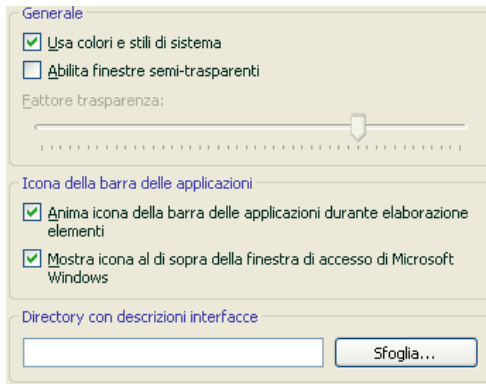 Generale
Usa colori e stili di sistema
Abilita finestre semi-trasparenti
Fattore trasparenza:
Icona della barra delle applicazioni
Anima icona della barra delle applicazioni durante elaborazione
elementi
Mostra icona al di sopra della finestra di accesso di Microsoft
Windows
Directory con descrizioni interfacce
Sfoglia...